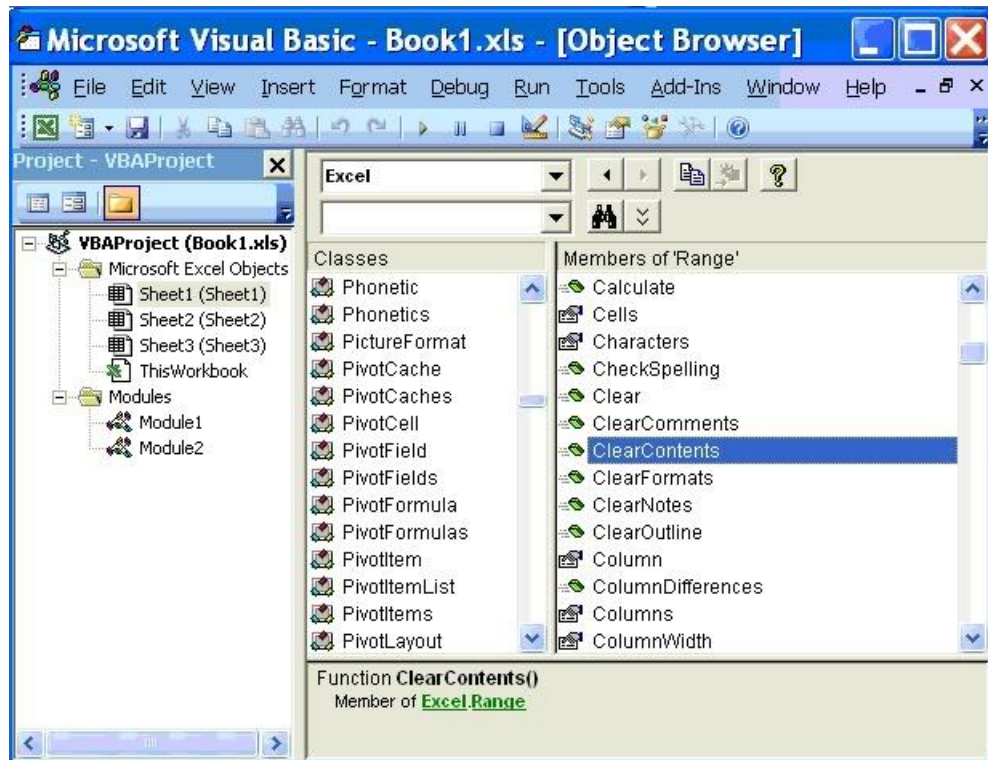 Microsoft Visual Basic - Book1.xls - [Object Browser]
File Edit View Insert Format Debug Run Tools Add-Ins Window Help
Project - VBAProject
VBAProject (Book1.xls)
Microsoft Excel Objects
Sheet1 (Sheet1)
Sheet2 (Sheet2)
Sheet3 (Sheet3)
ThisWorkbook
Modules
Module1
Module2
Excel
Classes
Phonetic
Phonetics
PictureFormat
PivotCache
PivotCaches
PivotCell
PivotField
PivotFields
PivotFormula
PivotFormulas
PivotItem
PivotItemList
PivotItems
PivotLayout
Members of 'Range'
Calculate
Cells
Characters
CheckSpelling
Clear
ClearComments
ClearContents
ClearFormats
ClearNotes
ClearOutline
Column
ColumnDifferences
Columns
ColumnWidth
Function ClearContents()
Member of Excel.Range